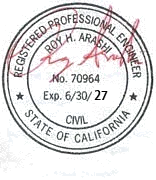 REGISTERED PROFESSIONAL ENGINEER
ROY H. ARASHI
No. 70964
Exp. 6/30/27
CIVIL
STATE OF CALIFORNIA